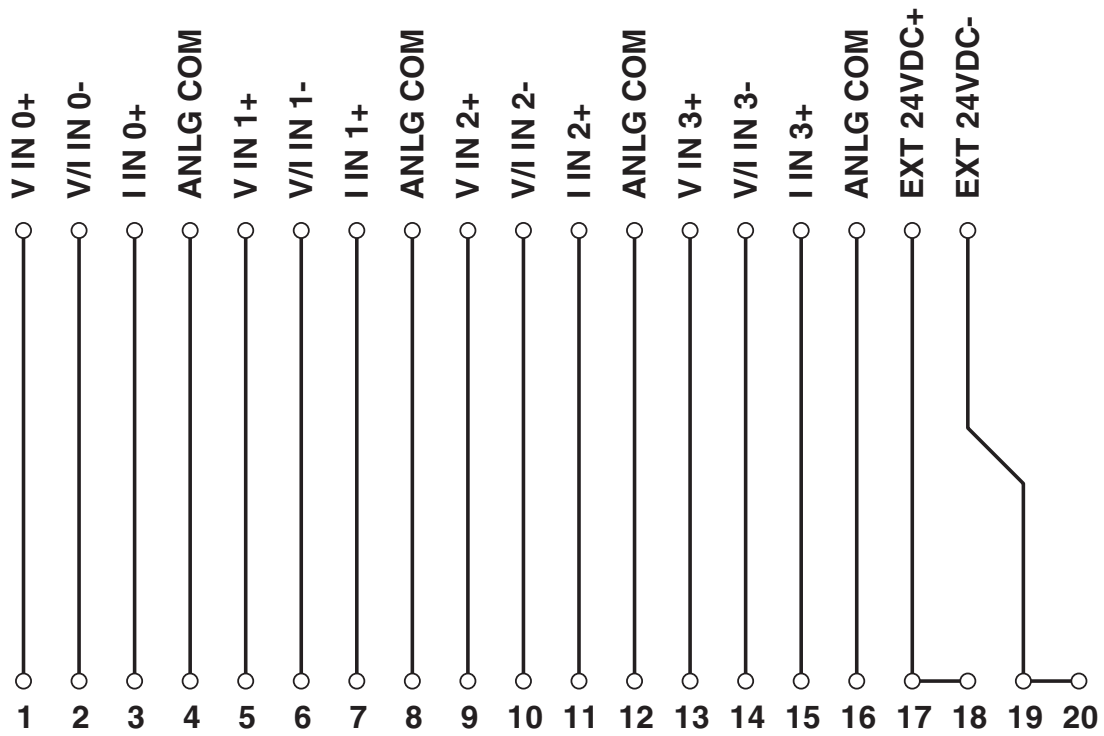 V IN 0+
V/I IN 0-
I IN 0+
ANLG COM
V IN 1+
V/I IN 1-
I IN 1+
ANLG COM
V IN 2+
V/I IN 2-
I IN 2+
ANLG COM
V IN 3+
V/I IN 3-
I IN 3+
ANLG COM
EXT 24VDC+
EXT 24VDC-
1 2 3 4 5 6 7 8 9 10 11 12 13 14 15 16 17 18 19 20